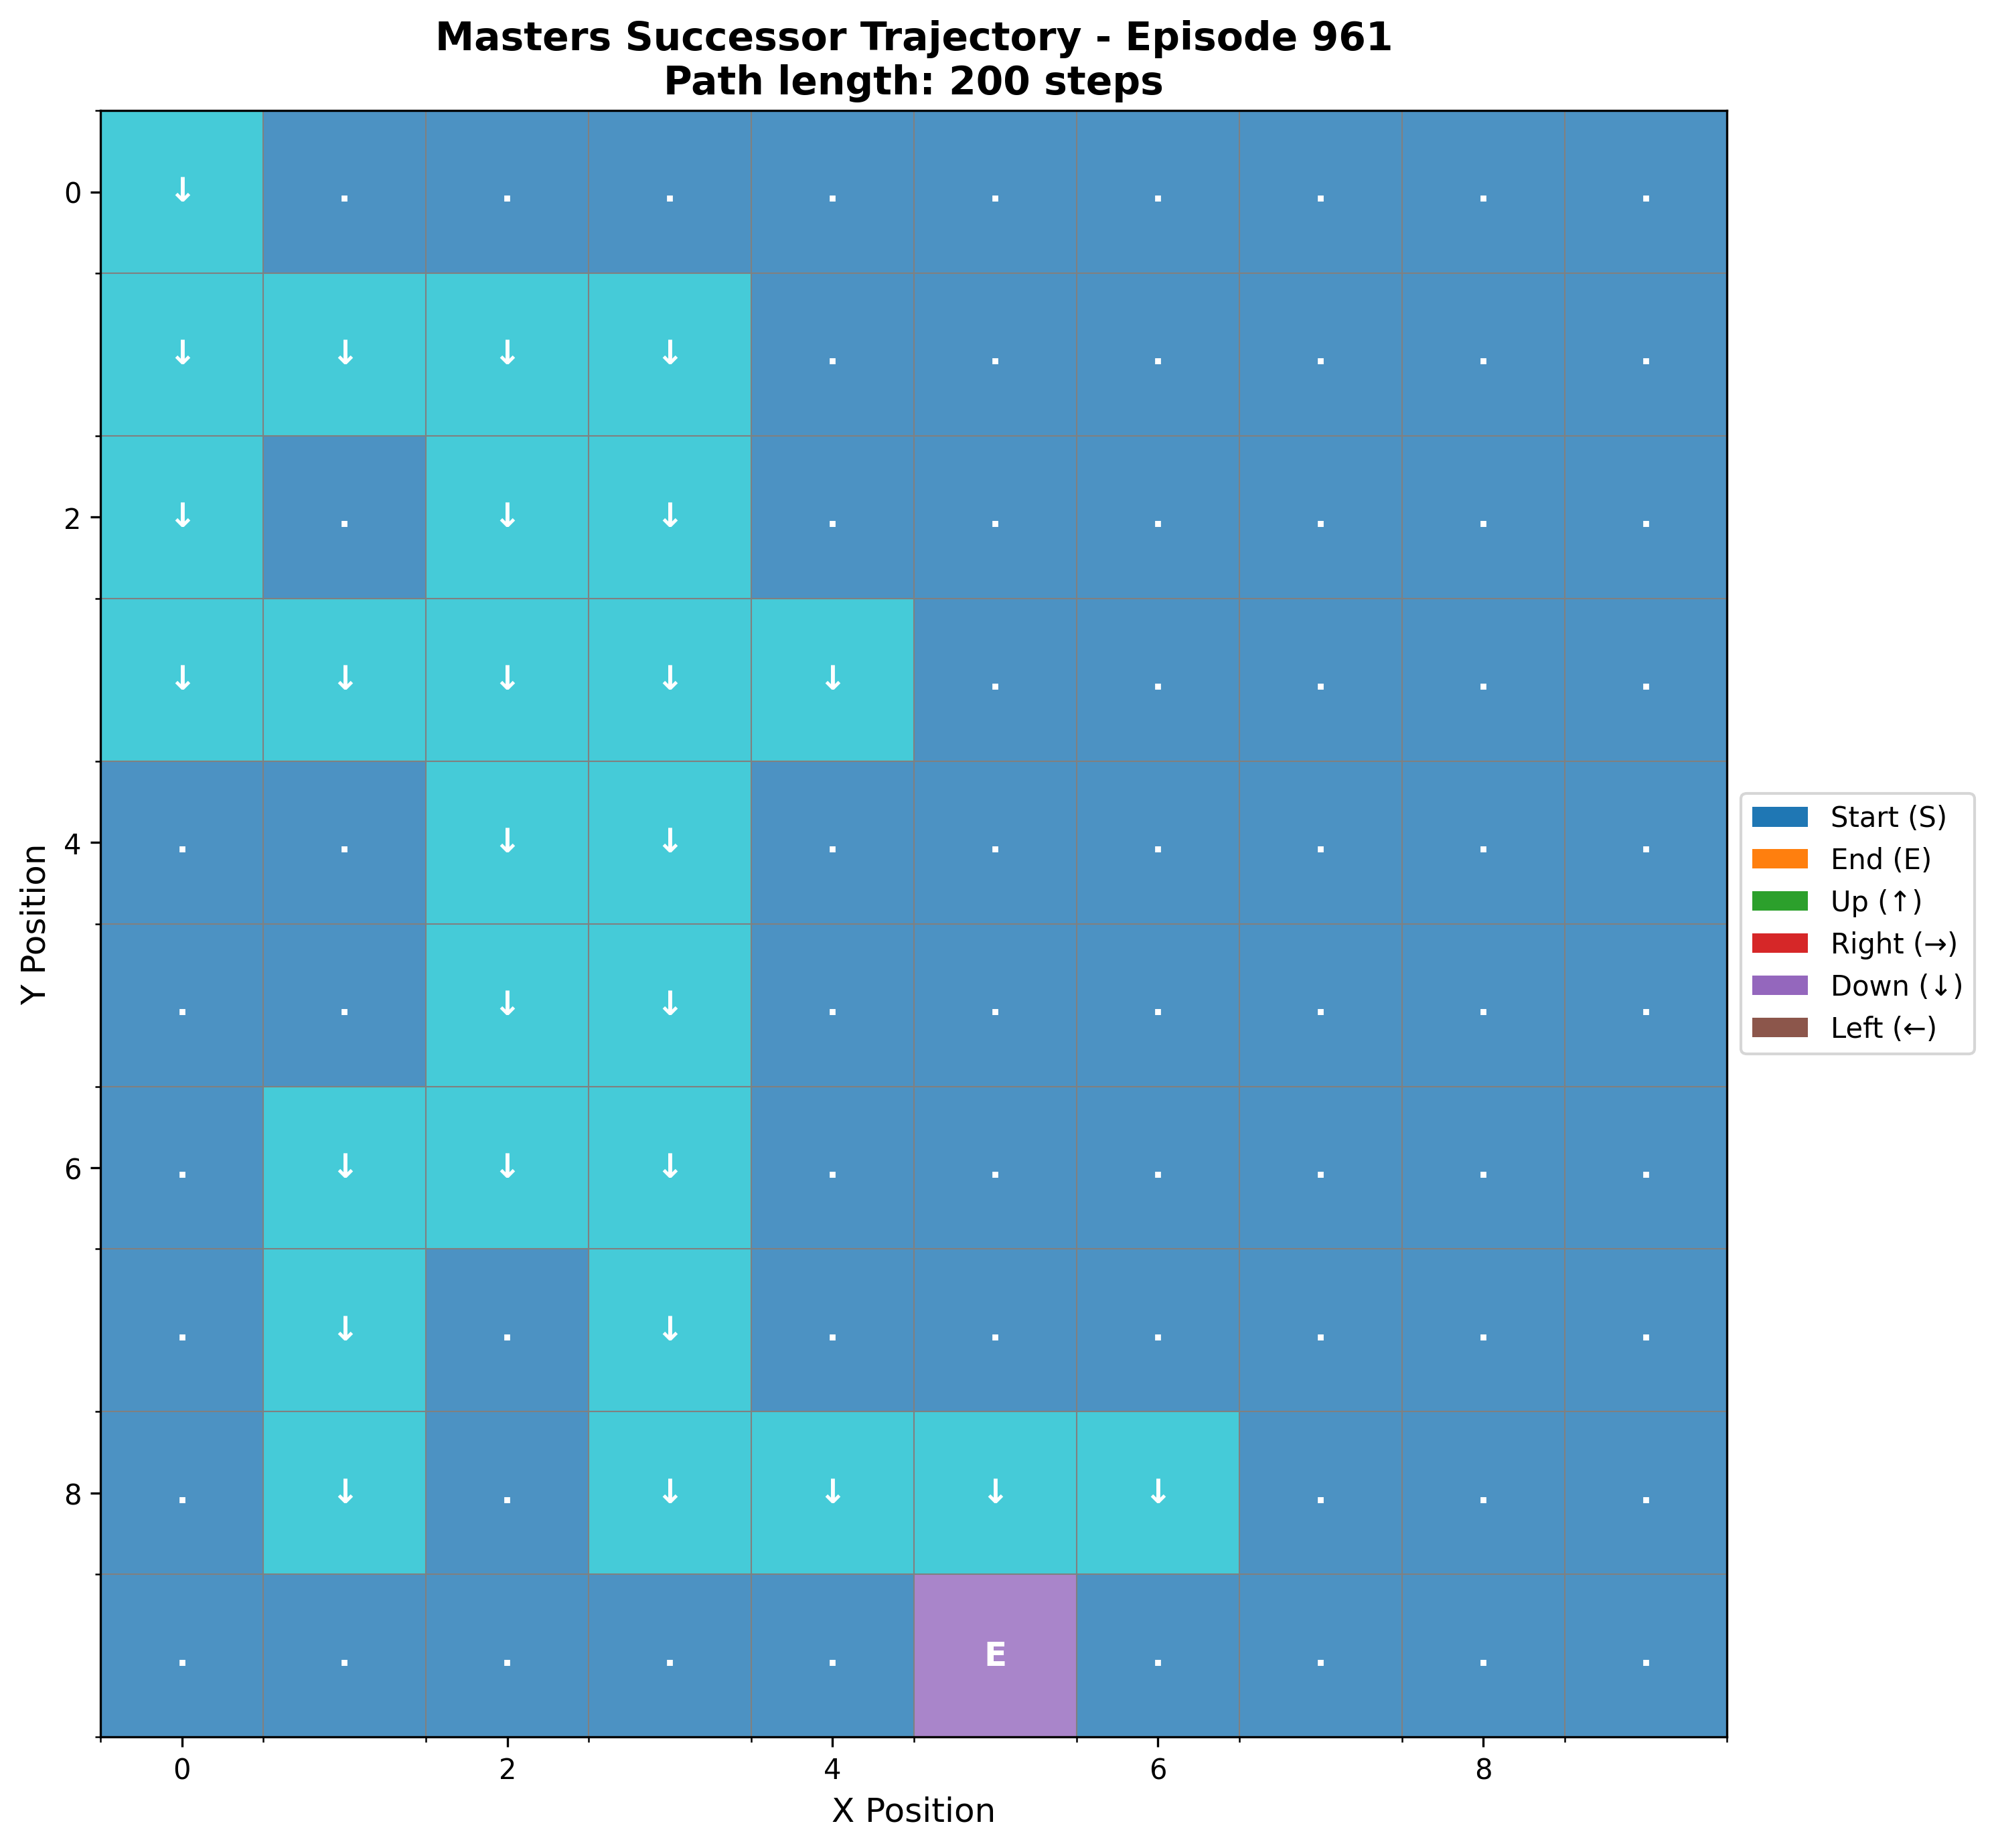 Masters Successor Trajectory - Episode 961
Path length: 200 steps
0 ↓ . . . . . . . . .
↓ ↓ ↓ ↓ . . . . . .
2 ↓ . ↓ ↓ . . . . . .
↓ ↓ ↓ ↓ ↓ . . . . .
4 . . ↓ ↓ . . . . . .
. . ↓ ↓ . . . . . .
6 . ↓ ↓ ↓ . . . . . .
. ↓ . ↓ . . . . . .
8 . ↓ . ↓ ↓ ↓ ↓ . . .
. . . . . E . . . .
0 2 4 6 8
X Position
Y Position
Start (S)
End (E)
Up (↑)
Right (→)
Down (↓)
Left (←)